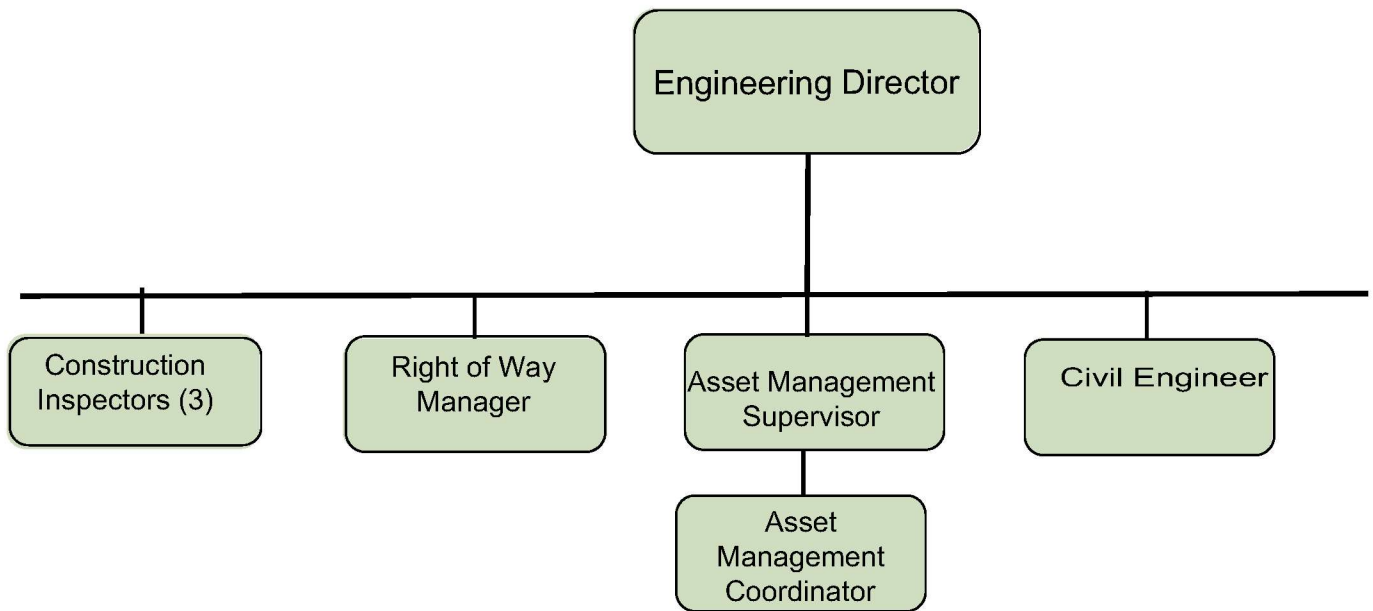 Engineering Director
Construction
Inspectors (3)
Right of Way
Manager
Asset Management
Supervisor
Civil Engineer
Asset
Management
Coordinator